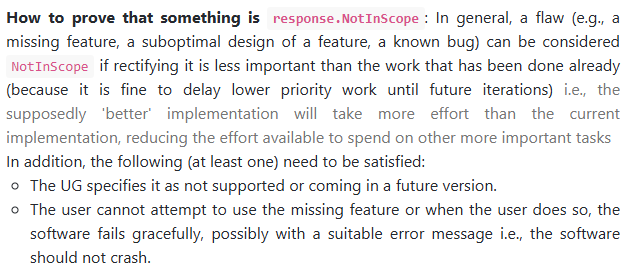 How to prove that something is response.NotInScope: In general, a flaw (e.g., a
missing feature, a suboptimal design of a feature, a known bug) can be considered
NotInScope if rectifying it is less important than the work that has been done already
(because it is fine to delay lower priority work until future iterations) i.e., the
supposedly 'better' implementation will take more effort than the current
implementation, reducing the effort available to spend on other more important tasks
In addition, the following (at least one) need to be satisfied:
○ The UG specifies it as not supported or coming in a future version.
○ The user cannot attempt to use the missing feature or when the user does so, the
software fails gracefully, possibly with a suitable error message i.e., the software
should not crash.